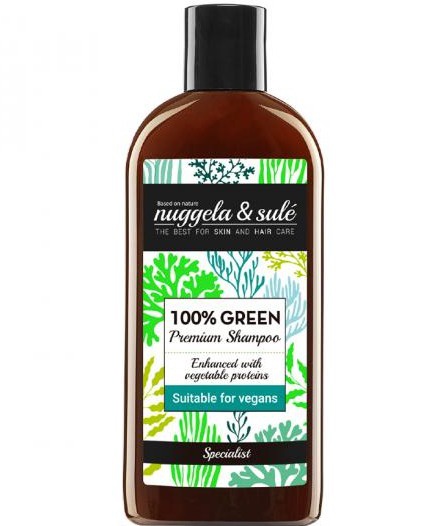 Based on nature
nuggela & sulé
THE BEST FOR SKIN AND HAIR CARE
100% GREEN
Premium Shampoo
Enhanced with
vegetable proteins
Suitable for vegans
Specialist